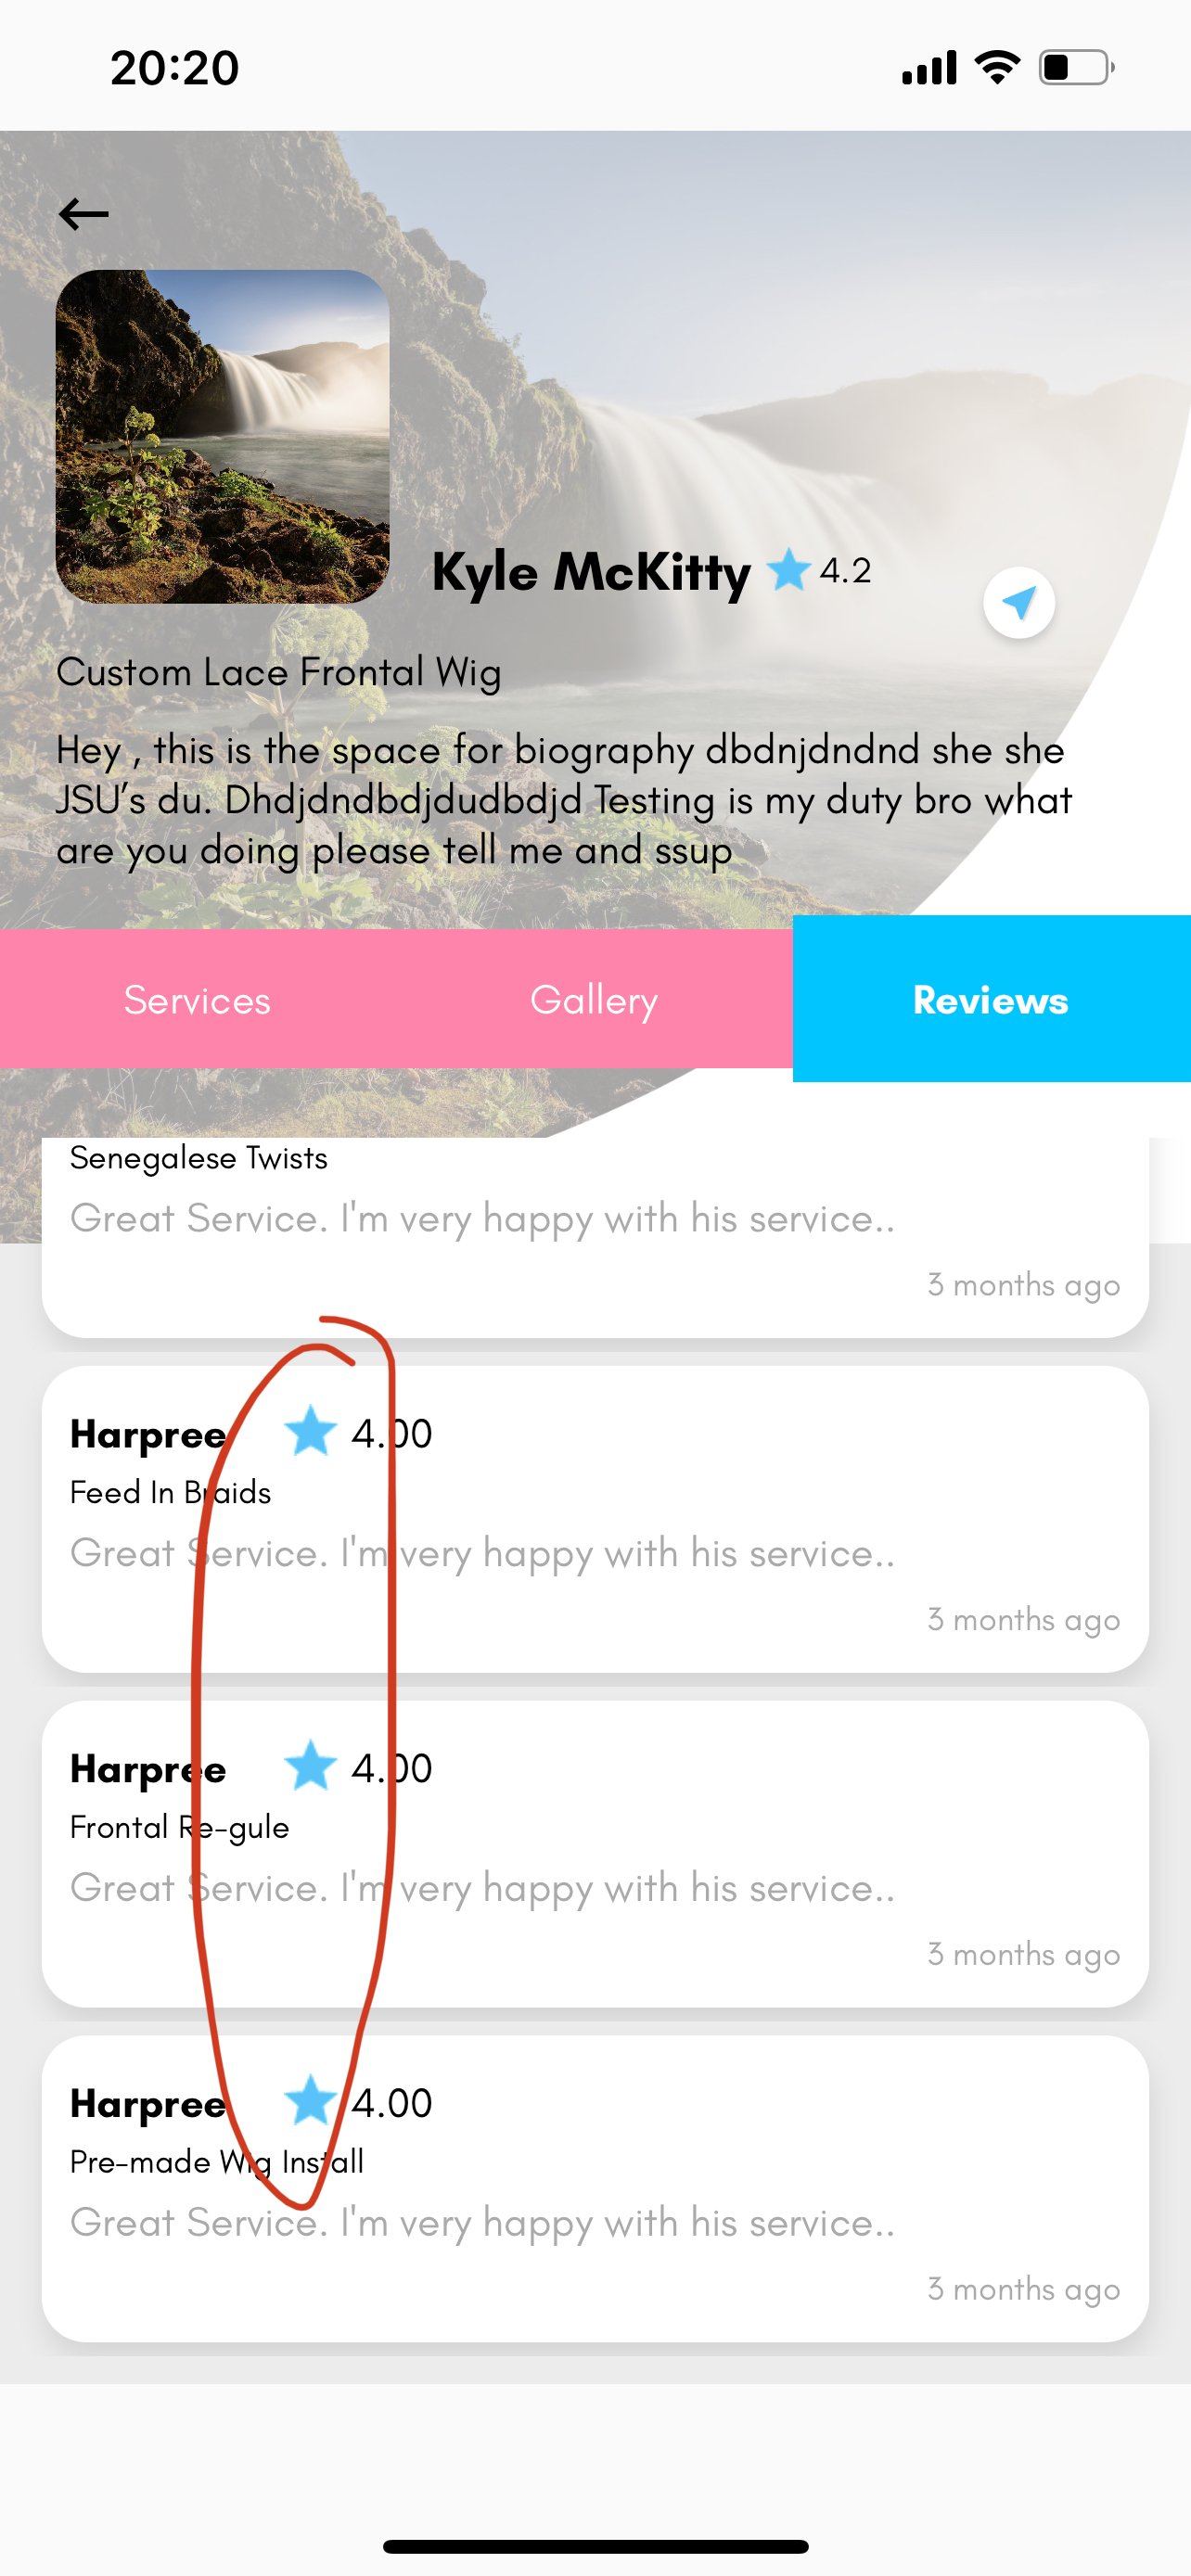 20:20
Kyle McKitty 4.2
Custom Lace Frontal Wig
Hey , this is the space for biography dbdnjdndnd she she
JSU’s du. Dhdjdndbdjdudbdjd Testing is my duty bro what
are you doing please tell me and ssup
Services Gallery Reviews
Senegalese Twists
Great Service. I'm very happy with his service..
3 months ago
Harpree 4.00
Feed In Braids
Great Service. I'm very happy with his service..
3 months ago
Harpree 4.00
Frontal Re-gule
Great Service. I'm very happy with his service..
3 months ago
Harpree 4.00
Pre-made Wig Install
Great Service. I'm very happy with his service..
3 months ago